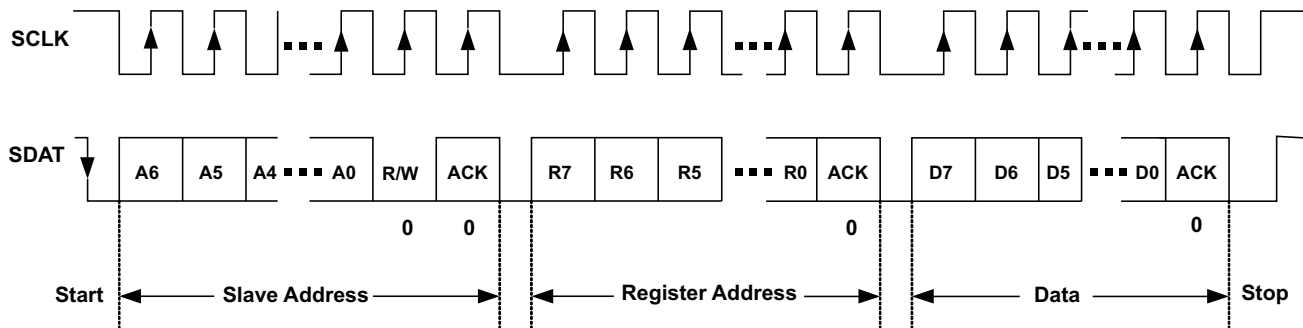 SCLK
SDAT
A6 A5 A4 A0 R/W ACK R7 R6 R5 R0 ACK D7 D6 D5 D0 ACK
0 0 0 0
Start Slave Address Register Address Data Stop